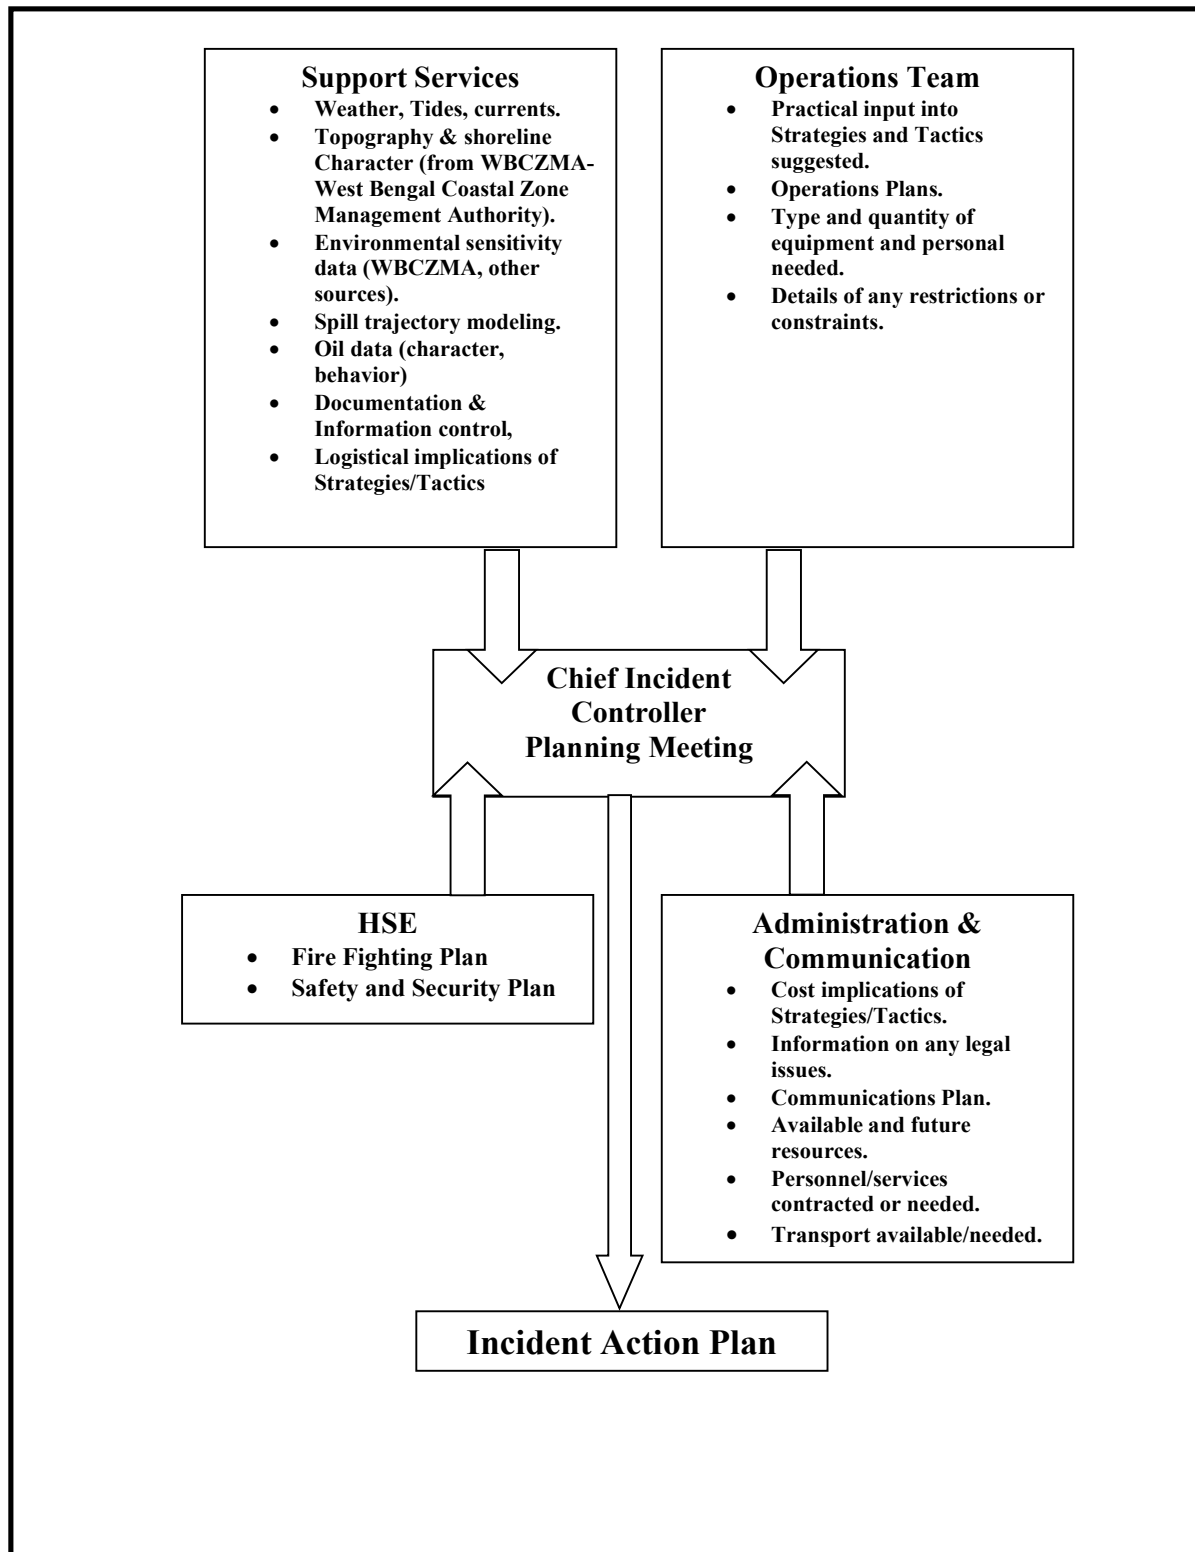 Support Services
• Weather, Tides, currents.
• Topography & shoreline
Character (from WBCZMA-
West Bengal Coastal Zone
Management Authority).
• Environmental sensitivity
data (WBCZMA, other
sources).
• Spill trajectory modeling.
• Oil data (character,
behavior)
• Documentation &
Information control,
• Logistical implications of
Strategies/Tactics
Operations Team
• Practical input into
Strategies and Tactics
suggested.
• Operations Plans.
• Type and quantity of
equipment and personal
needed.
• Details of any restrictions or
constraints.
Chief Incident
Controller
Planning Meeting
HSE
• Fire Fighting Plan
• Safety and Security Plan
Administration &
Communication
• Cost implications of
Strategies/Tactics.
• Information on any legal
issues.
• Communications Plan.
• Available and future
resources.
• Personnel/services
contracted or needed.
• Transport available/needed.
Incident Action Plan